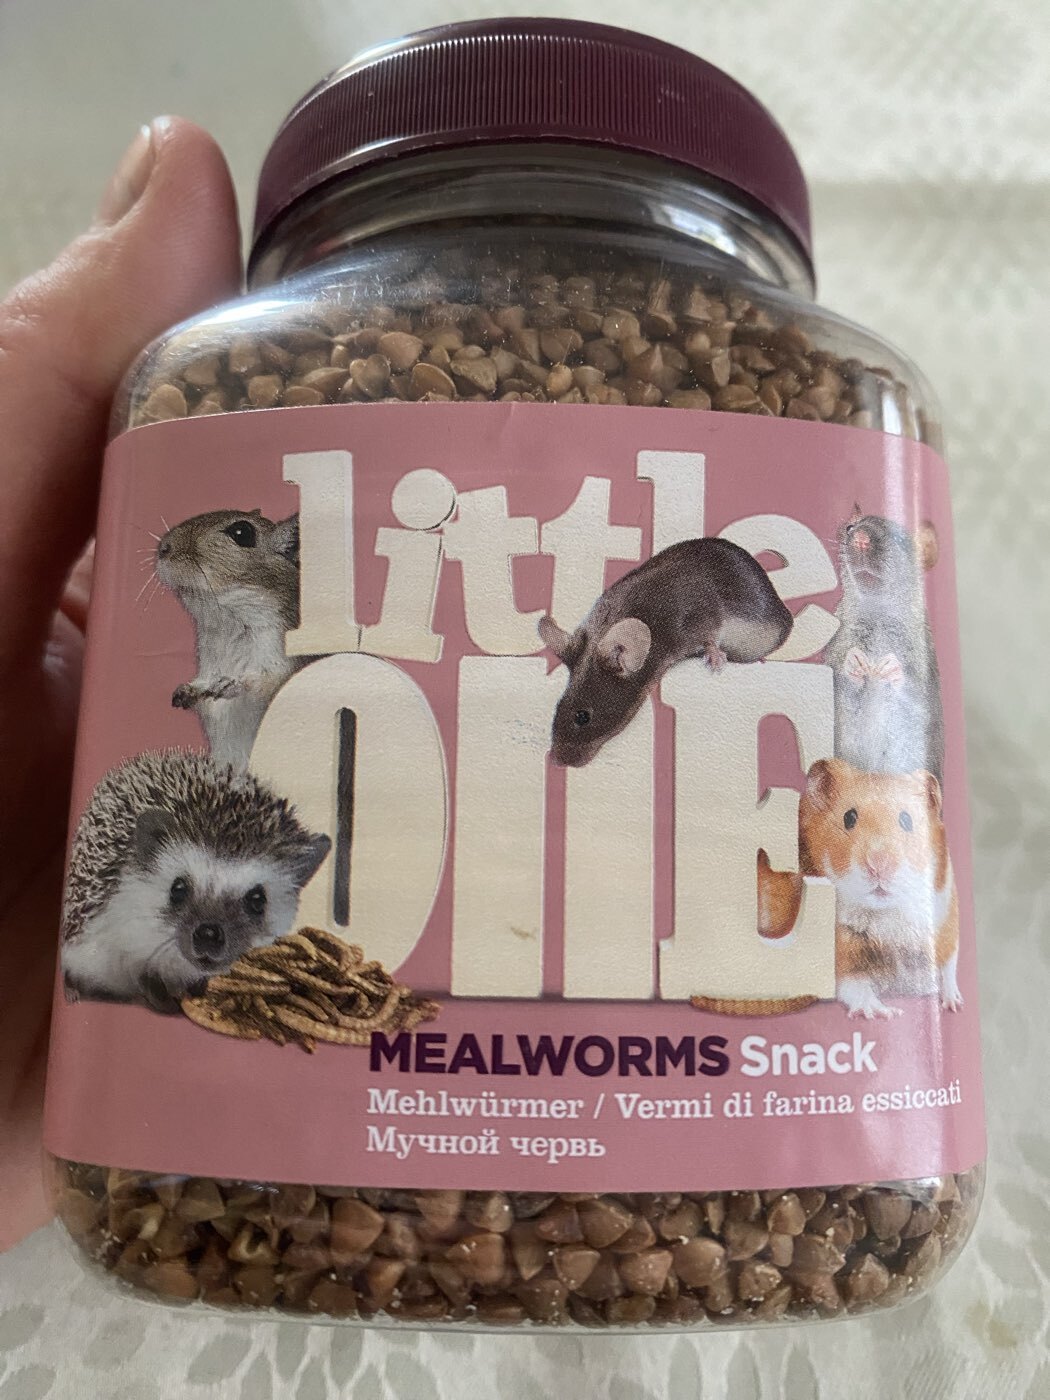 little
one
MEALWORMS Snack
Mehlwürmer / Vermi di farina essiccati
Мучной червь